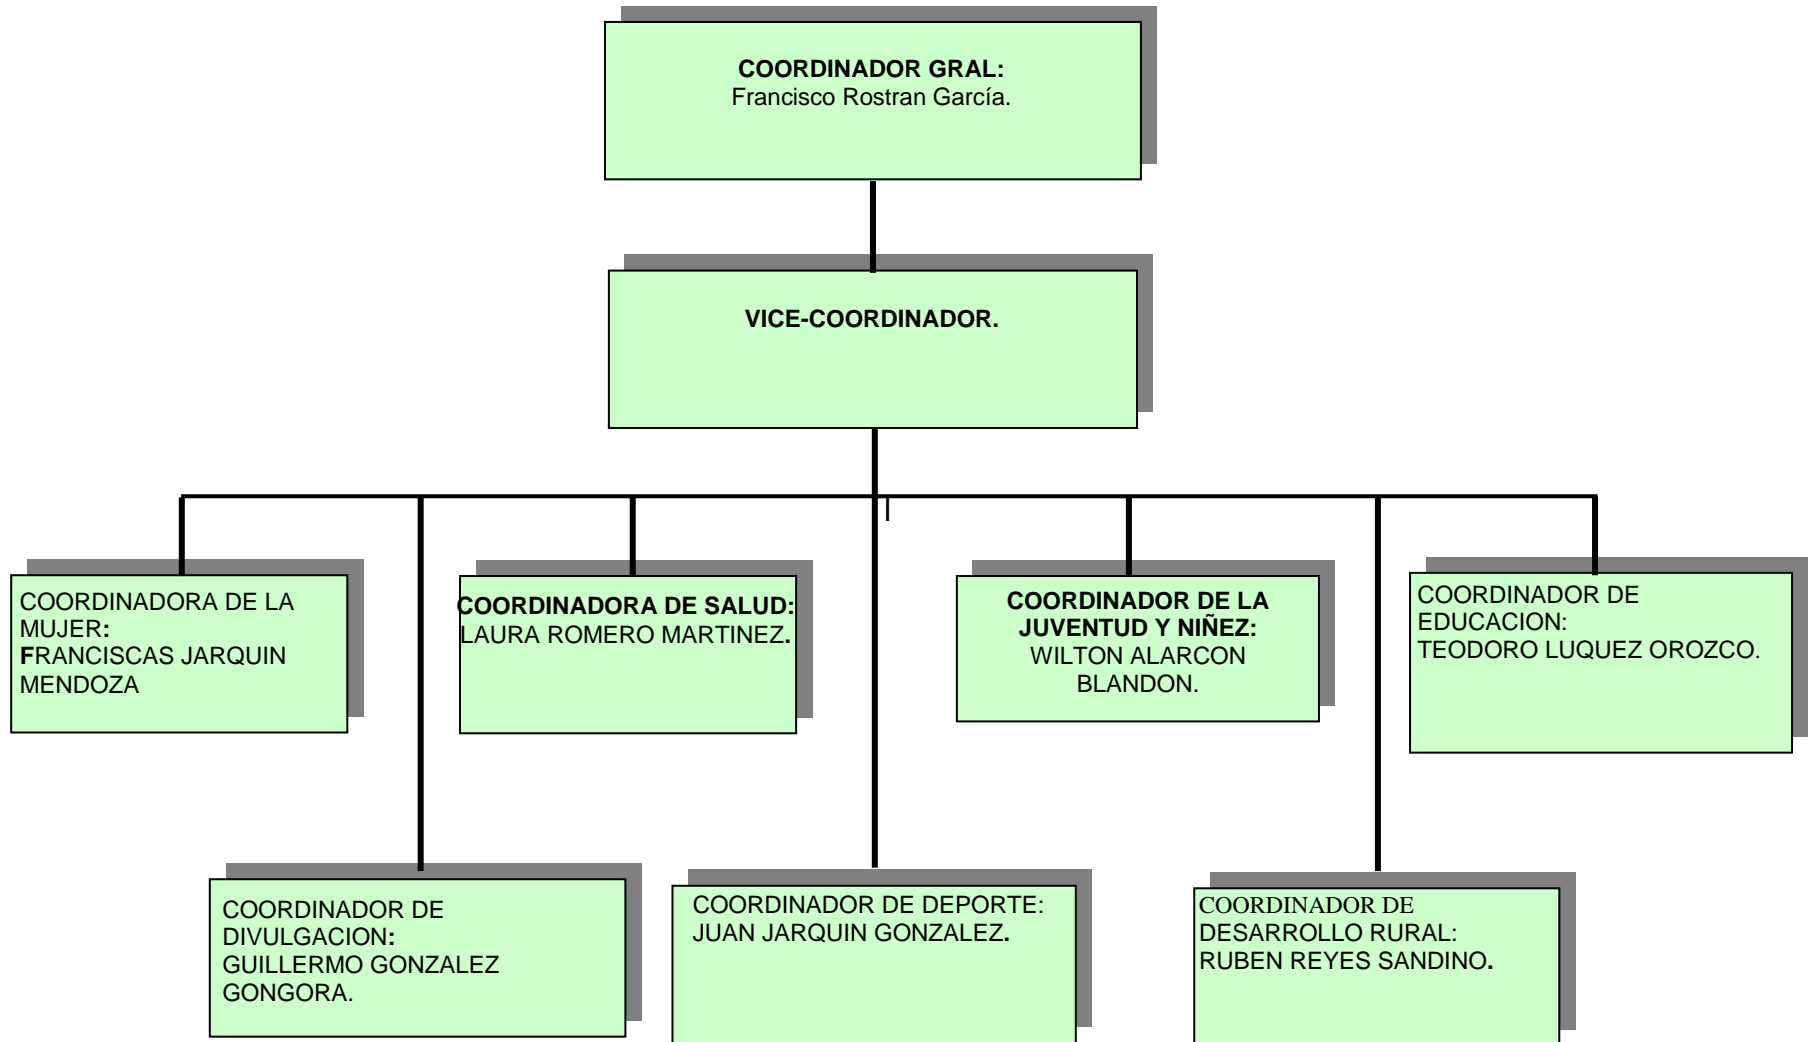 COORDINADOR GRAL:
Francisco Rostran García.
VICE-COORDINADOR.
COORDINADORA DE LA
MUJER:
FRANCISCAS JARQUIN
MENDOZA
COORDINADORA DE SALUD:
LAURA ROMERO MARTINEZ.
COORDINADOR DE LA
JUVENTUD Y NIÑEZ:
WILTON ALARCON
BLANDON.
COORDINADOR DE
EDUCACION:
TEODORO LUQUEZ OROZCO.
COORDINADOR DE
DIVULGACION:
GUILLERMO GONZALEZ
GONGORA.
COORDINADOR DE DEPORTE:
JUAN JARQUIN GONZALEZ.
COORDINADOR DE
DESARROLLO RURAL:
RUBEN REYES SANDINO.